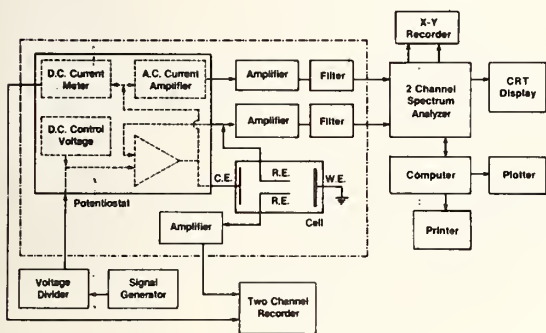 X-Y
Recorder
D.C. Current
Meter
A.C. Current
Amplifier
Amplifier
Filter
2 Channel
Spectrum
Analyzer
CRT
Display
D.C. Control
Voltage
Amplifier
Filter
C.E.
R.E.
W.E.
R.E.
Cell
Potentiostat
Computer
Plotter
Amplifier
Printer
Voltage
Divider
Signal
Generator
Two Channel
Recorder